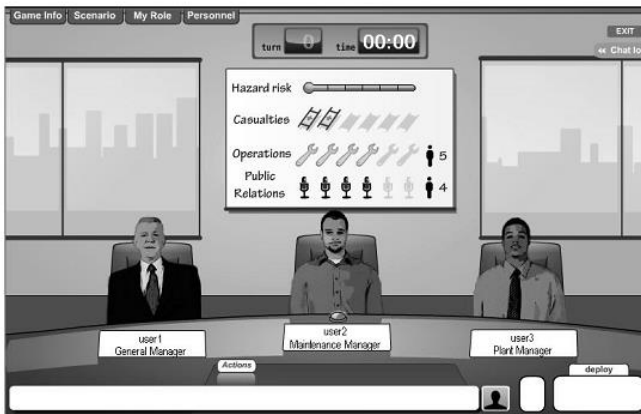 Game Info Scenario My Role Personnel
EXIT
turn 0 time 00:00
Chat lo
Hazard risk
Casualties
Operations 5
Public
Relations 4
user1
General Manager
user2
Maintenance Manager
user3
Plant Manager
Actions
deploy